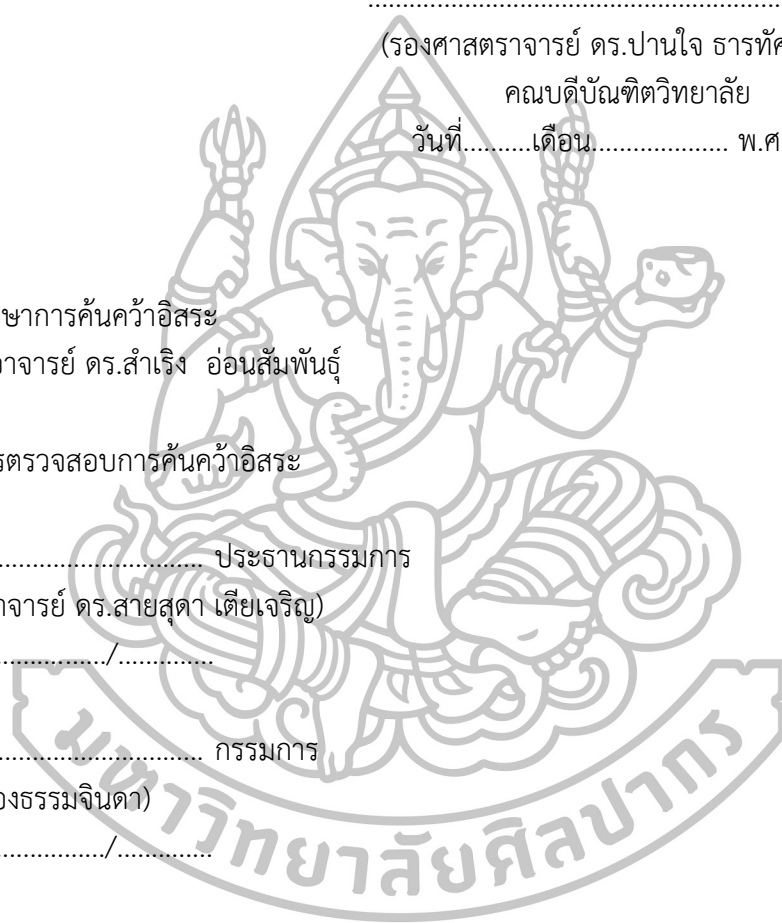 ................................................................
(รองศาสตราจารย์ ดร.ปานใจ ธารทัศ
คณบดีบัณฑิตวิทยาลัย
วันที่..........เดือน.................... พ.ศ
ษาการค้นคว้าอิสระ
อาจารย์ ดร.สำเริง อ่อนสัมพันธุ์
รตรวจสอบการค้นคว้าอิสระ
.............................. ประธานกรรมการ
าจารย์ ดร.สายสุดา เตียเจริญ)
................/..............
.............................. กรรมการ
องธรรมจินดา)
................/..............
มหาวิทยาลัยศิลปากร